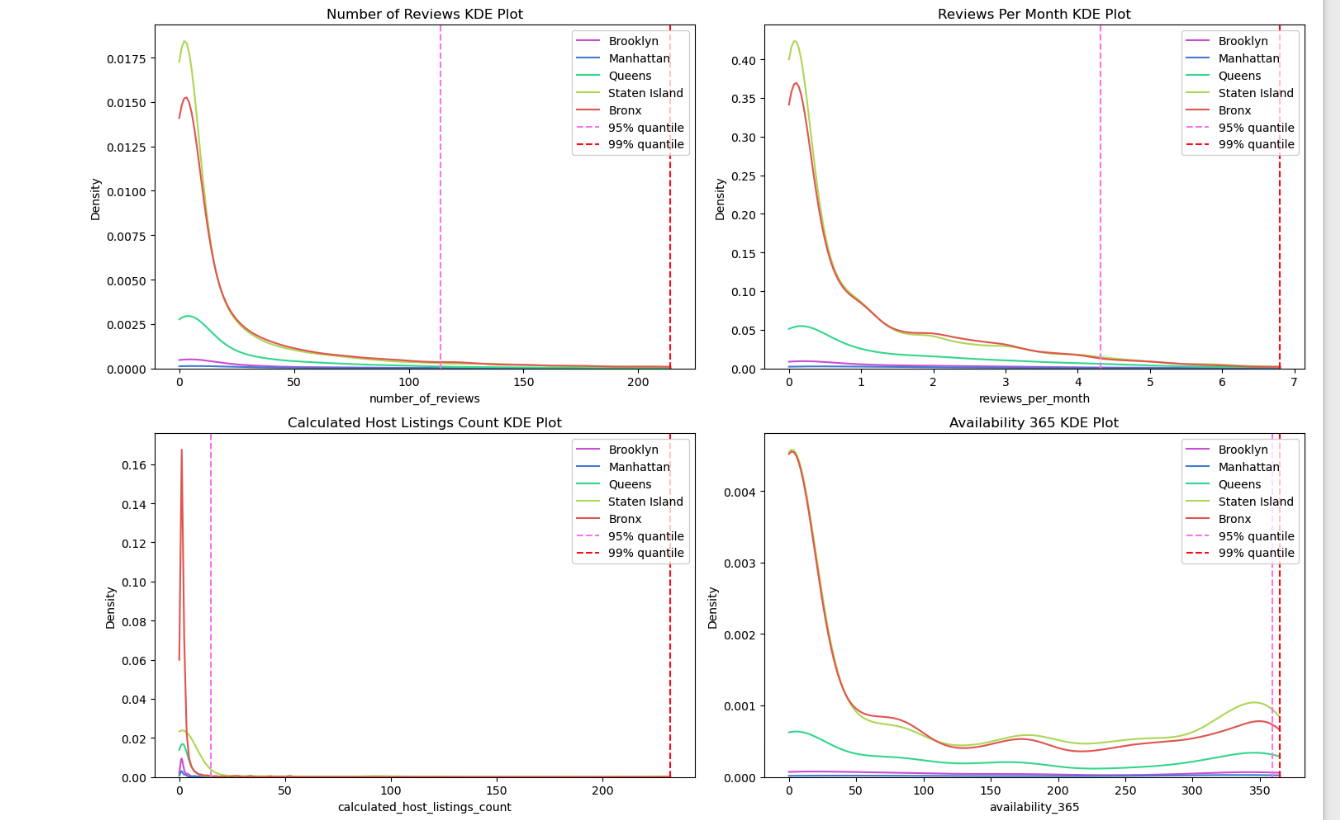 Number of Reviews KDE Plot
0.0175
0.0150
0.0125
0.0100
0.0075
0.0050
0.0025
0.0000
Density
0
50
100
150
200
number_of_reviews
Brooklyn
Manhattan
Queens
Staten Island
Bronx
95% quantile
99% quantile
Reviews Per Month KDE Plot
0.40
0.35
0.30
0.25
0.20
0.15
0.10
0.05
0.00
Density
0
1
2
3
4
5
6
7
reviews_per_month
Brooklyn
Manhattan
Queens
Staten Island
Bronx
95% quantile
99% quantile
Calculated Host Listings Count KDE Plot
0.16
0.14
0.12
0.10
0.08
0.06
0.04
0.02
0.00
Density
0
50
100
150
200
calculated_host_listings_count
Brooklyn
Manhattan
Queens
Staten Island
Bronx
95% quantile
99% quantile
Availability 365 KDE Plot
0.004
0.003
0.002
0.001
0.000
Density
0
50
100
150
200
250
300
350
availability_365
Brooklyn
Manhattan
Queens
Staten Island
Bronx
95% quantile
99% quantile